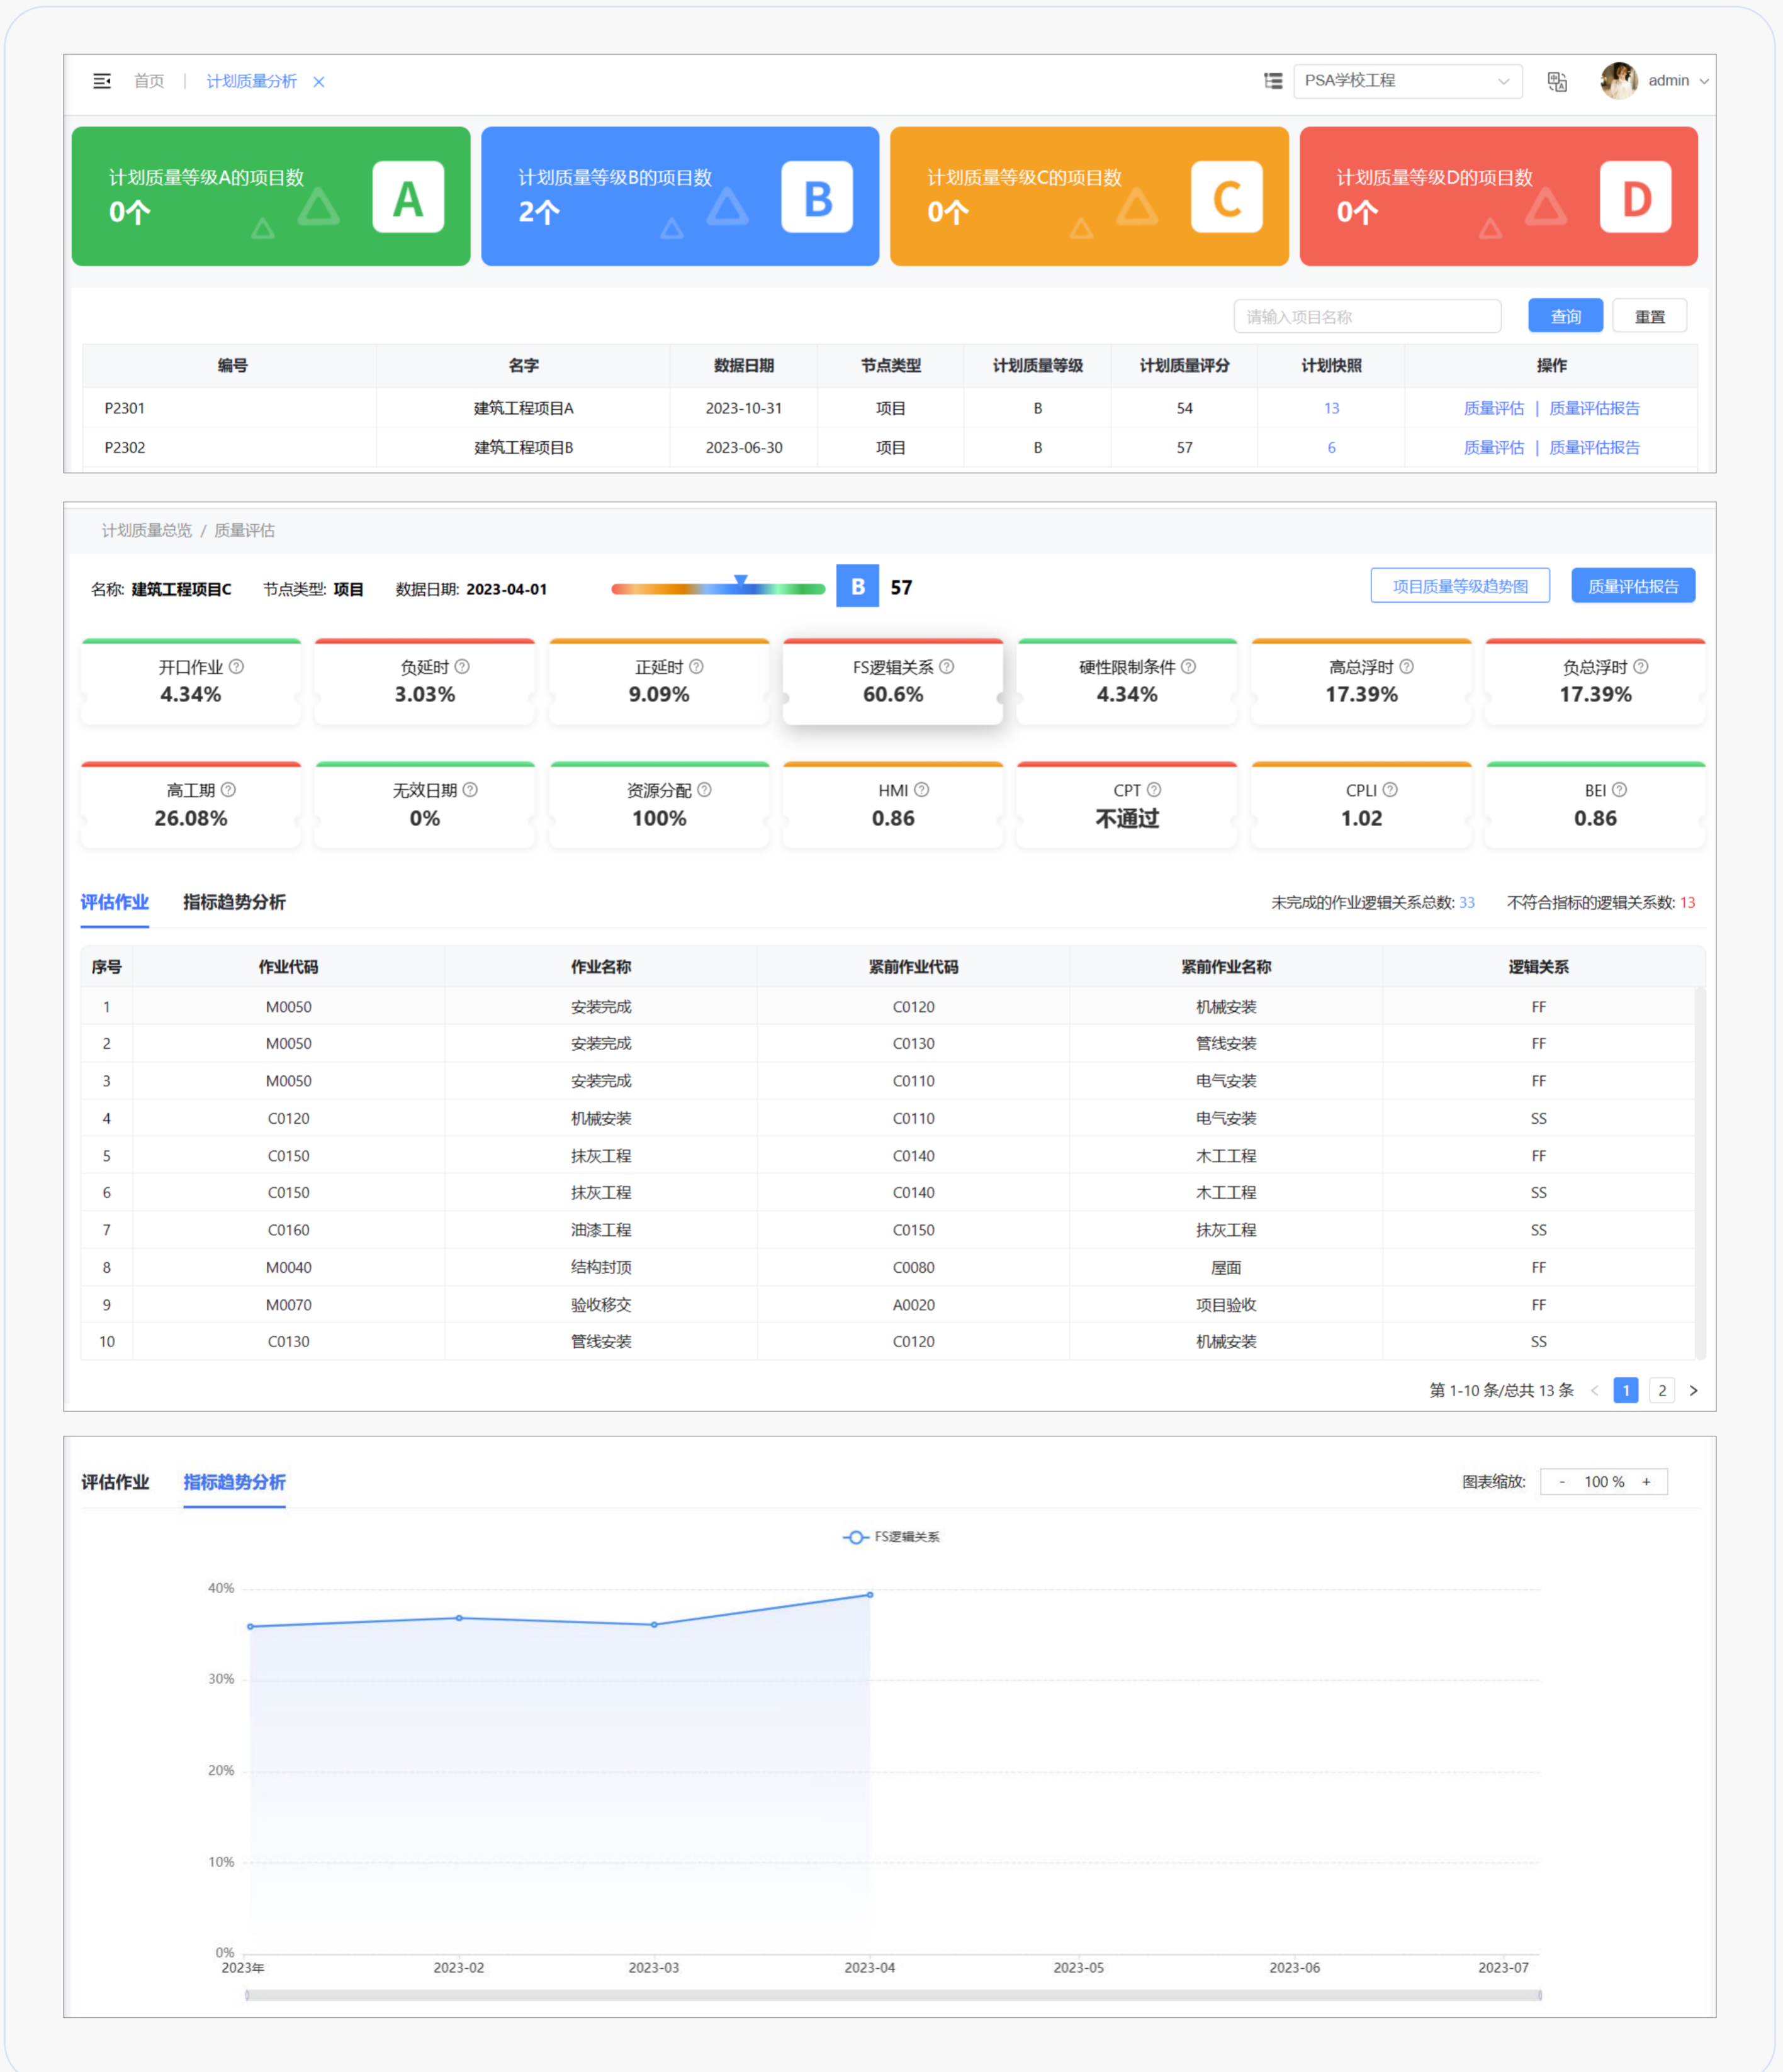 首页 | 计划质量分析 × PSA学校工程 admin
计划质量等级A的项目数 A 计划质量等级B的项目数 B 计划质量等级C的项目数 C 计划质量等级D的项目数 D
0个 2个 0个 0个
请输入项目名称 查询 重置
编号 名字 数据日期 节点类型 计划质量等级 计划质量评分 计划快照 操作
P2301 建筑工程项目A 2023-10-31 项目 B 54 13 质量评估 | 质量评估报告
P2302 建筑工程项目B 2023-06-30 项目 B 57 6 质量评估 | 质量评估报告
计划质量总览 / 质量评估
名称: 建筑工程项目C 节点类型: 项目 数据日期: 2023-04-01 B 57 项目质量等级趋势图 质量评估报告
开口作业 ? 负延时 ? 正延时 ? FS逻辑关系 ? 硬性限制条件 ? 高总浮时 ? 负总浮时 ?
4.34% 3.03% 9.09% 60.6% 4.34% 17.39% 17.39%
高工期 ? 无效日期 ? 资源分配 ? HMI ? CPT ? CPLI ? BEI ?
26.08% 0% 100% 0.86 不通过 1.02 0.86
评估作业 指标趋势分析 未完成的作业逻辑关系总数: 33 不符合指标的逻辑关系数: 13
序号 作业代码 作业名称 紧前作业代码 紧前作业名称 逻辑关系
1 M0050 安装完成 C0120 机械安装 FF
2 M0050 安装完成 C0130 管线安装 FF
3 M0050 安装完成 C0110 电气安装 FF
4 C0120 机械安装 C0110 电气安装 SS
5 C0150 抹灰工程 C0140 木工工程 FF
6 C0150 抹灰工程 C0140 木工工程 SS
7 C0160 油漆工程 C0150 抹灰工程 SS
8 M0040 结构封顶 C0080 屋面 FF
9 M0070 验收移交 A0020 项目验收 FF
10 C0130 管线安装 C0120 机械安装 SS
第 1-10 条/总共 13 条 < 1 2 >
评估作业 指标趋势分析 图表缩放: - 100 % +
FS逻辑关系
40%
30%
20%
10%
0%
2023年 2023-02 2023-03 2023-04 2023-05 2023-06 2023-07